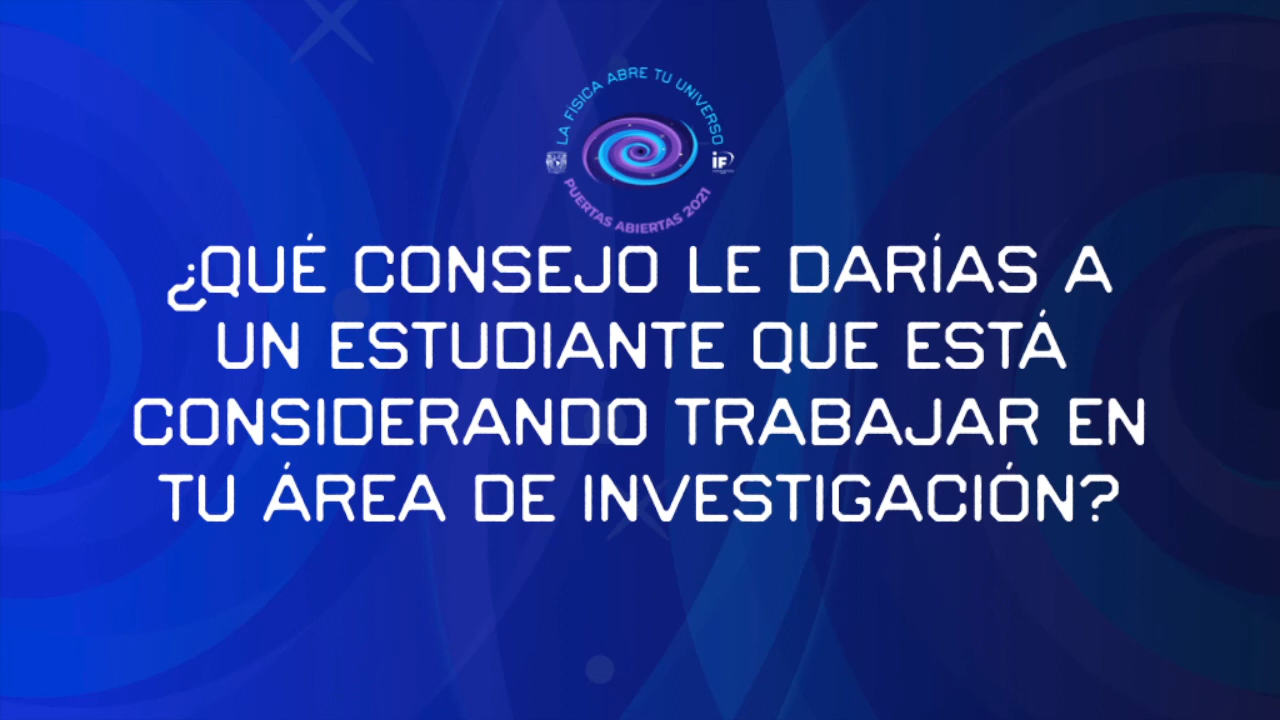 LA FÍSICA ABRE TU UNIVERSO
iF
PUERTAS ABIERTAS 2021
¿QUÉ CONSEJO LE DARÍAS A
UN ESTUDIANTE QUE ESTÁ
CONSIDERANDO TRABAJAR EN
TU ÁREA DE INVESTIGACIÓN?